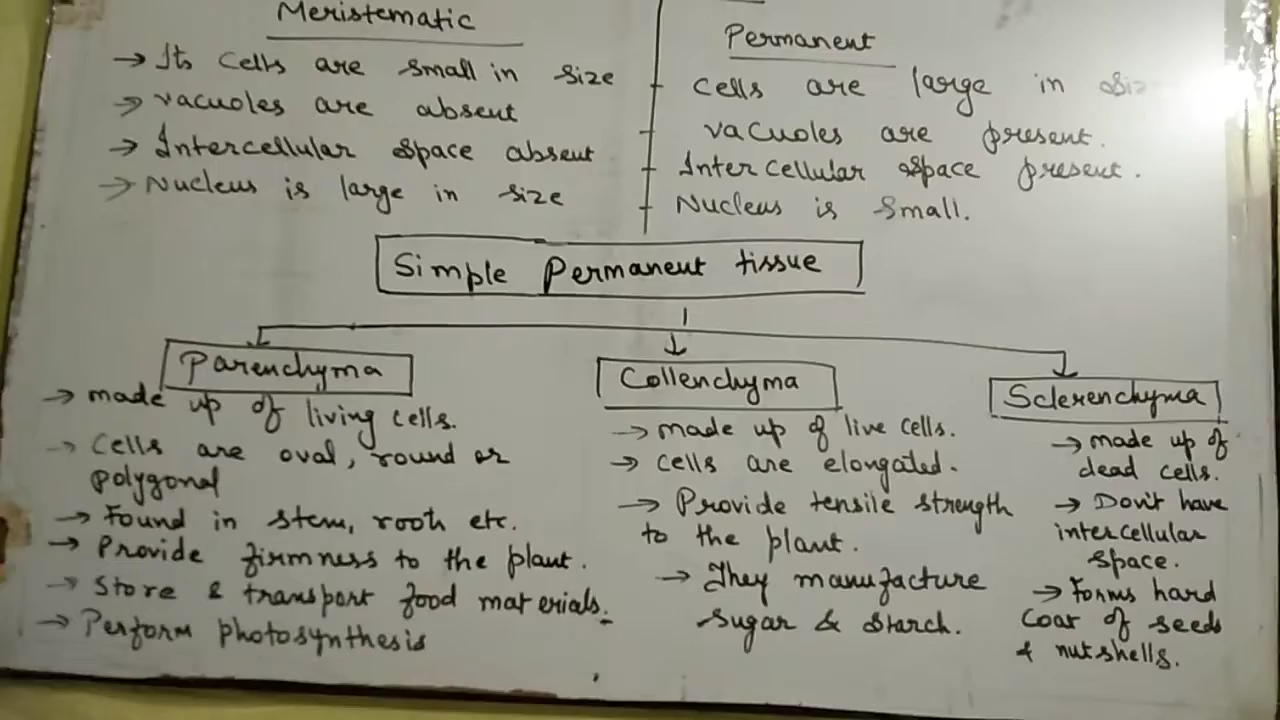 Meristematic
→ Its cells are small in size
→ vacuoles are absent
→ Intercellular space absent
→ Nucleus is large in size
Permanent
cells are large in
vacuoles are present.
Intercellular space present.
Nucleus is small.
Simple Permanent tissue
Parenchyma
→ made up of living cells.
→ Cells are oval, round or
polygonal
→ Found in stem, roots etc.
→ Provide firmness to the plant.
→ Store & transport food materials.
→ Perform photosynthesis
Collenchyma
→ made up of live cells.
→ cells are elongated.
→ Provide tensile strength
to the plant.
→ They manufacture
sugar & starch.
Sclerenchyma
→ made up of
dead cells.
→ Don't have
intercellular
space.
→ Forms hard
coat of seeds
& nutshells.